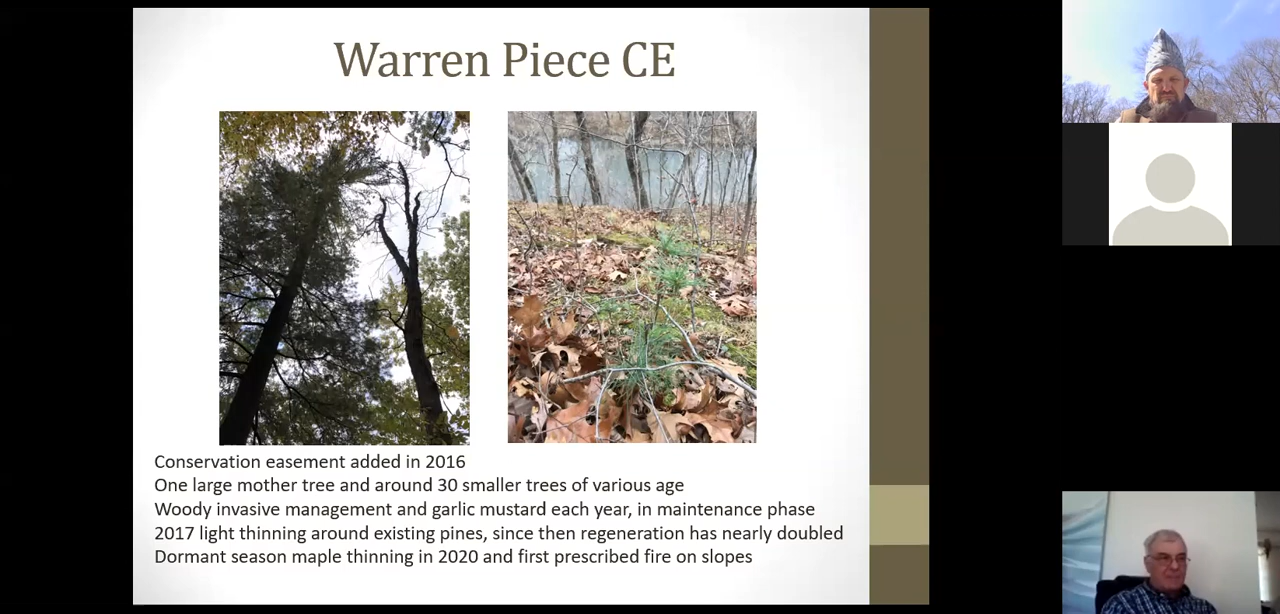 Warren Piece CE
Conservation easement added in 2016
One large mother tree and around 30 smaller trees of various age
Woody invasive management and garlic mustard each year, in maintenance phase
2017 light thinning around existing pines, since then regeneration has nearly doubled
Dormant season maple thinning in 2020 and first prescribed fire on slopes